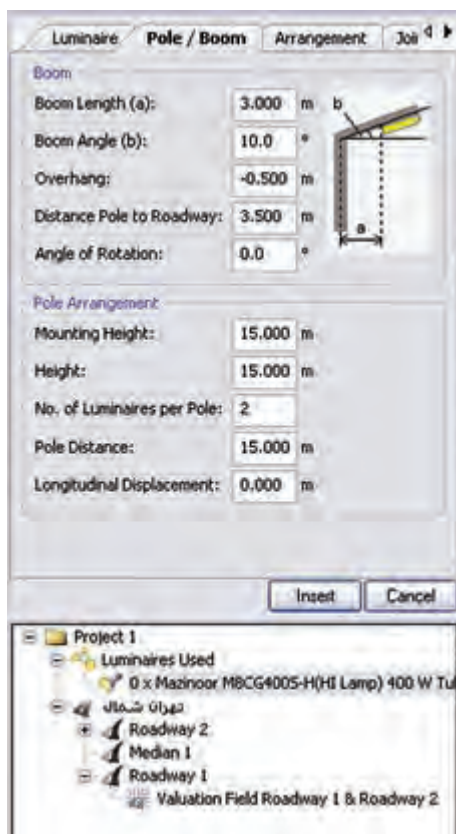 Luminaire Pole / Boom Arrangement Joi
Boom
Boom Length (a): 3.000 m
b
Boom Angle (b): 10.0 °
Overhang: -0.500 m
Distance Pole to Roadway: 3.500 m
a
Angle of Rotation: 0.0 °
Pole Arrangement
Mounting Height: 15.000 m
Height: 15.000 m
No. of Luminaires per Pole: 2
Pole Distance: 15.000 m
Longitudinal Displacement: 0.000 m
Insert Cancel
Project 1
Luminaires Used
0 x Mazinoor M8CG400S-H(HI Lamp) 400 W Tu
تهران شمال
Roadway 2
Median 1
Roadway 1
Valuation Field Roadway 1 & Roadway 2